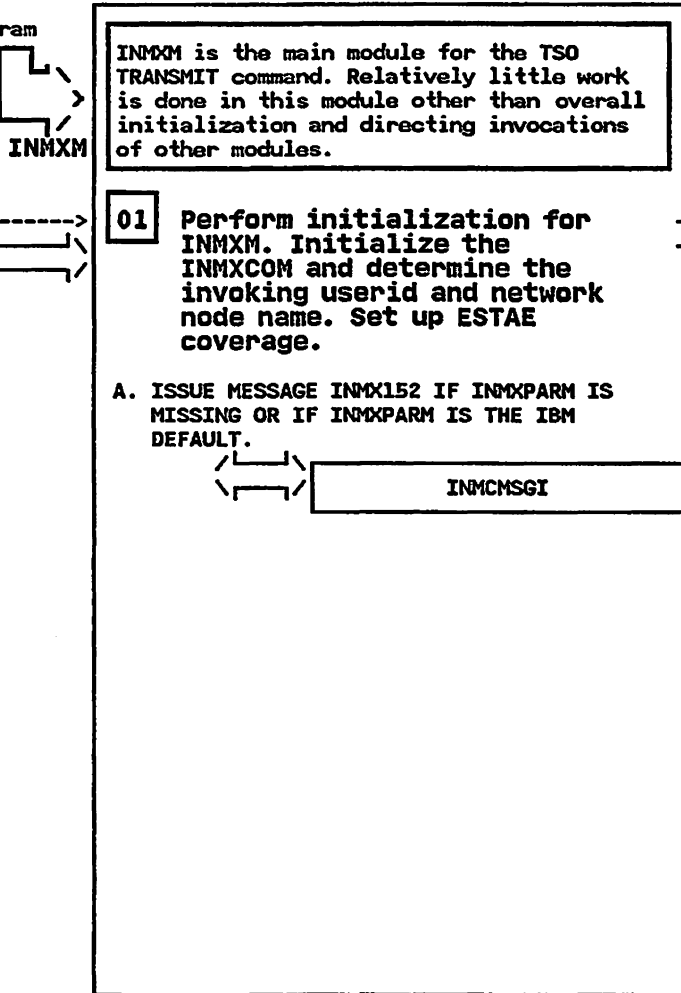 ram
INMXM is the main module for the TSO
TRANSMIT command. Relatively little work
is done in this module other than overall
initialization and directing invocations
of other modules.
INMXM
01 Perform initialization for
INMXM. Initialize the
INMXCOM and determine the
invoking userid and network
node name. Set up ESTAE
coverage.
A. ISSUE MESSAGE INMX152 IF INMXPARM IS
MISSING OR IF INMXPARM IS THE IBM
DEFAULT.
INMCMSGI